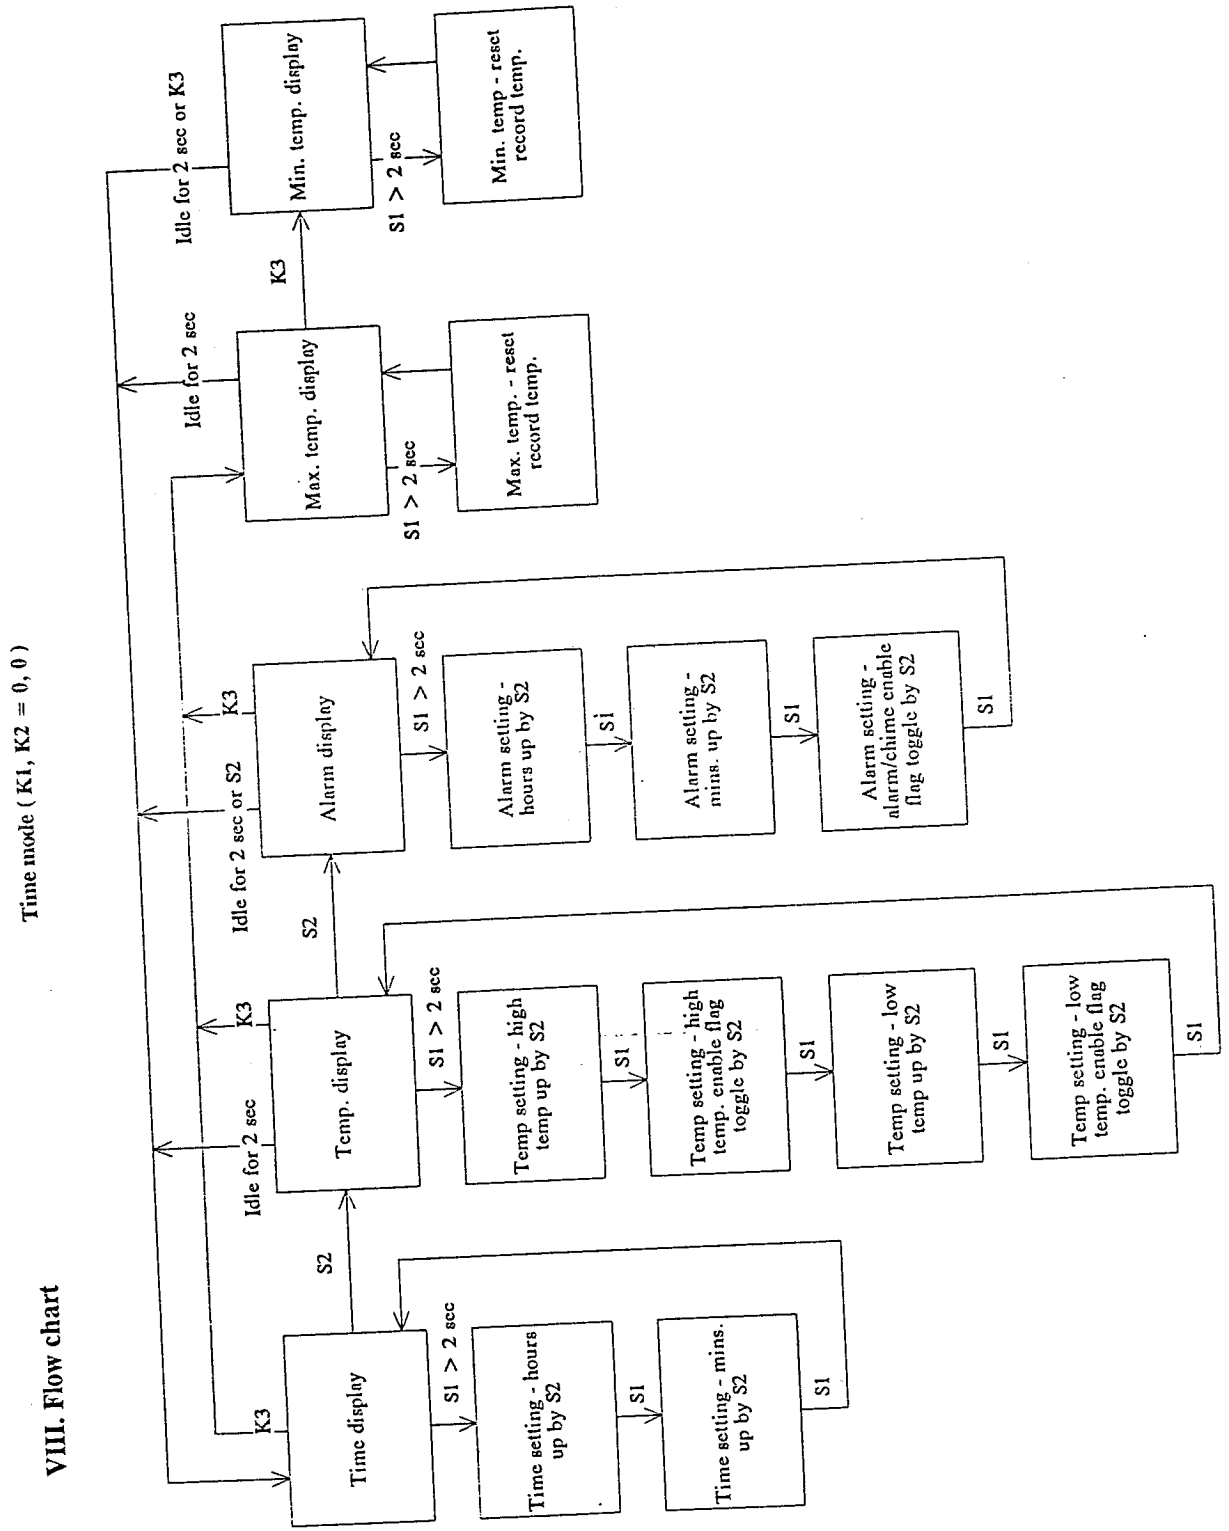 VIII. Flow chart
Time mode ( K1, K2 = 0, 0 )
Idle for 2 sec
Idle for 2 sec or S2
Idle for 2 sec
Idle for 2 sec or K3
K3
K3
K3
Time display
S2
Temp. display
S2
Alarm display
Max. temp. display
K3
Min. temp. display
S1 > 2 sec
S1 > 2 sec
S1 > 2 sec
S1 > 2 sec
S1 > 2 sec
Time setting - hours
up by S2
Temp setting - high
temp up by S2
Alarm setting -
hours up by S2
Max. temp. - reset
record temp.
Min. temp - reset
record temp.
S1
S1
S1
Time setting - mins.
up by S2
Temp setting - high
temp. enable flag
toggle by S2
Alarm setting -
mins. up by S2
S1
S1
S1
Temp setting - low
temp up by S2
Alarm setting -
alarm/chime enable
flag toggle by S2
S1
S1
Temp setting - low
temp. enable flag
toggle by S2
S1